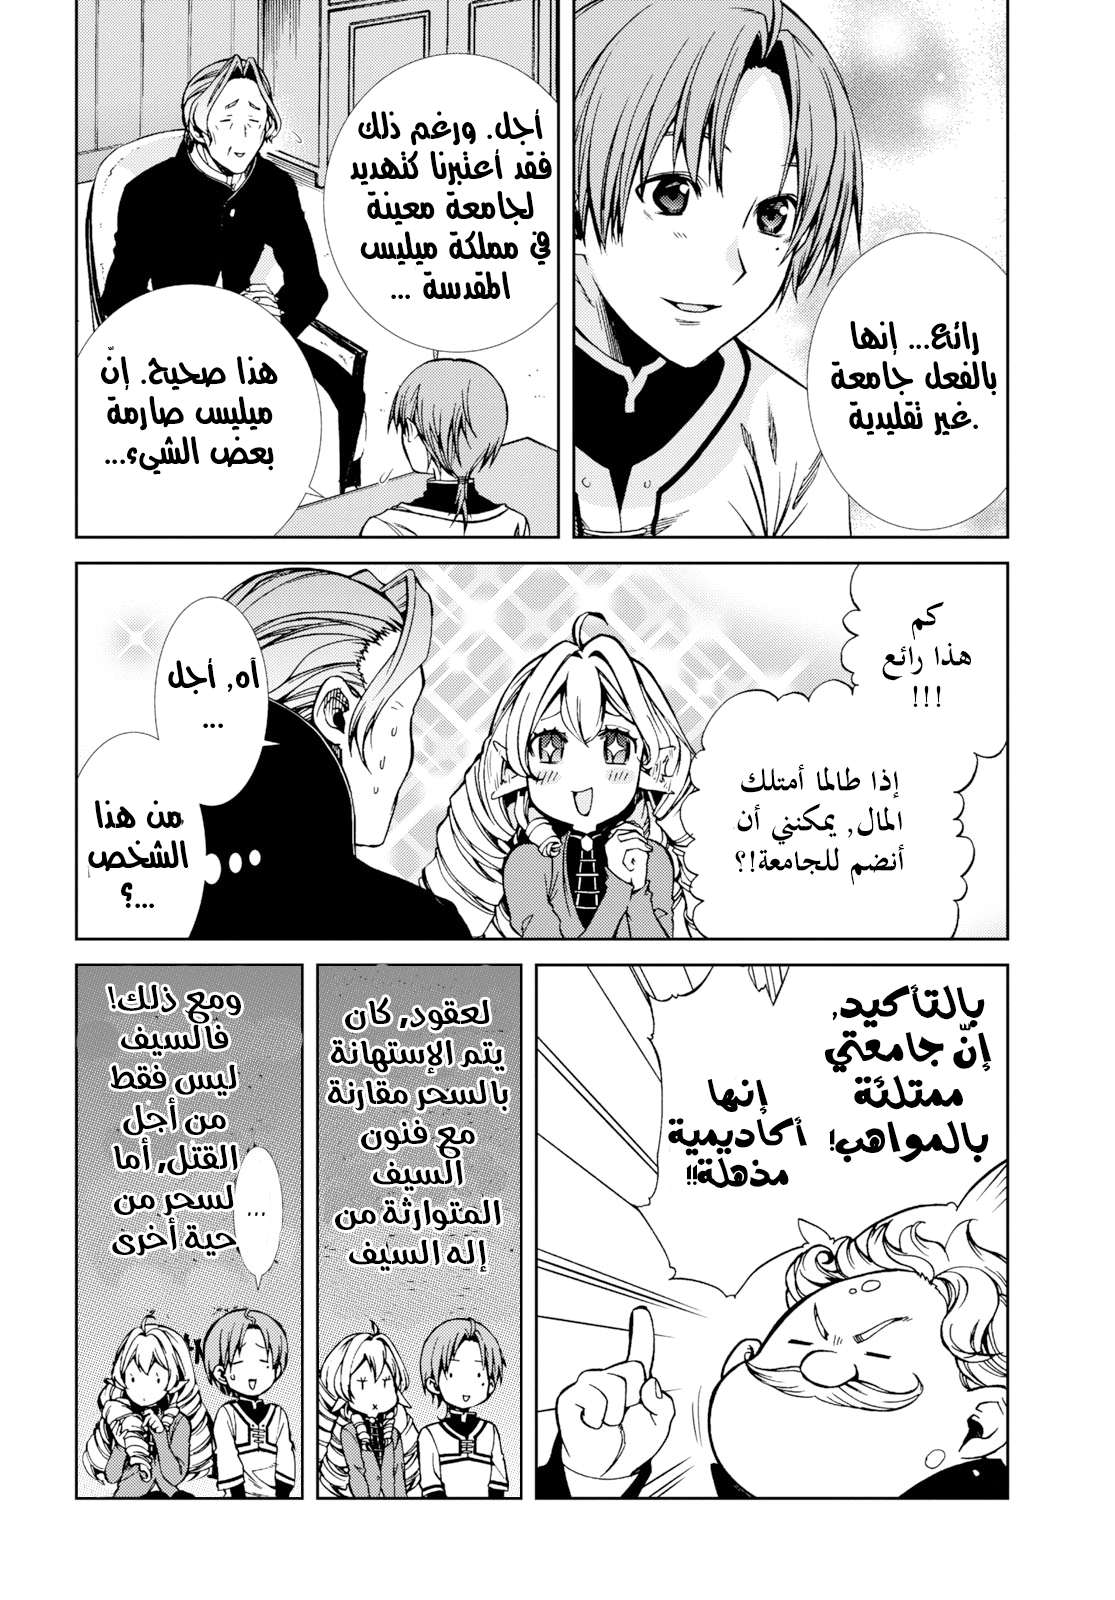 رائع... إنها
بالفعل جامعة
غير تقليدية.
أجل. ورغم ذلك
فقد أعتبرنا كتهديد
لجامعة معينة
في مملكة ميليس
المقدسة ...
هذا صحيح. إنّ
ميليس صارمة
بعض الشيء...
كم
هذا رائع
!!!
إذا طالما أمتلك
المال, يمكنني أن
أنضم للجامعة!؟
آه, أجل
...
من هذا
الشخص
...؟
بالتأكيد,
إنّ جامعتي
ممتلئة
بالمواهب!
إنها
أكاديمية
مذهلة!!
لعقود, كان
يتم الإستهانة
بالسحر مقارنة
مع فنون
السيف
المتوارثة من
إله السيف
ومع ذلك!
فالسيف
ليس فقط
من أجل
القتل, أما
لسحر من
حية أخرى
...